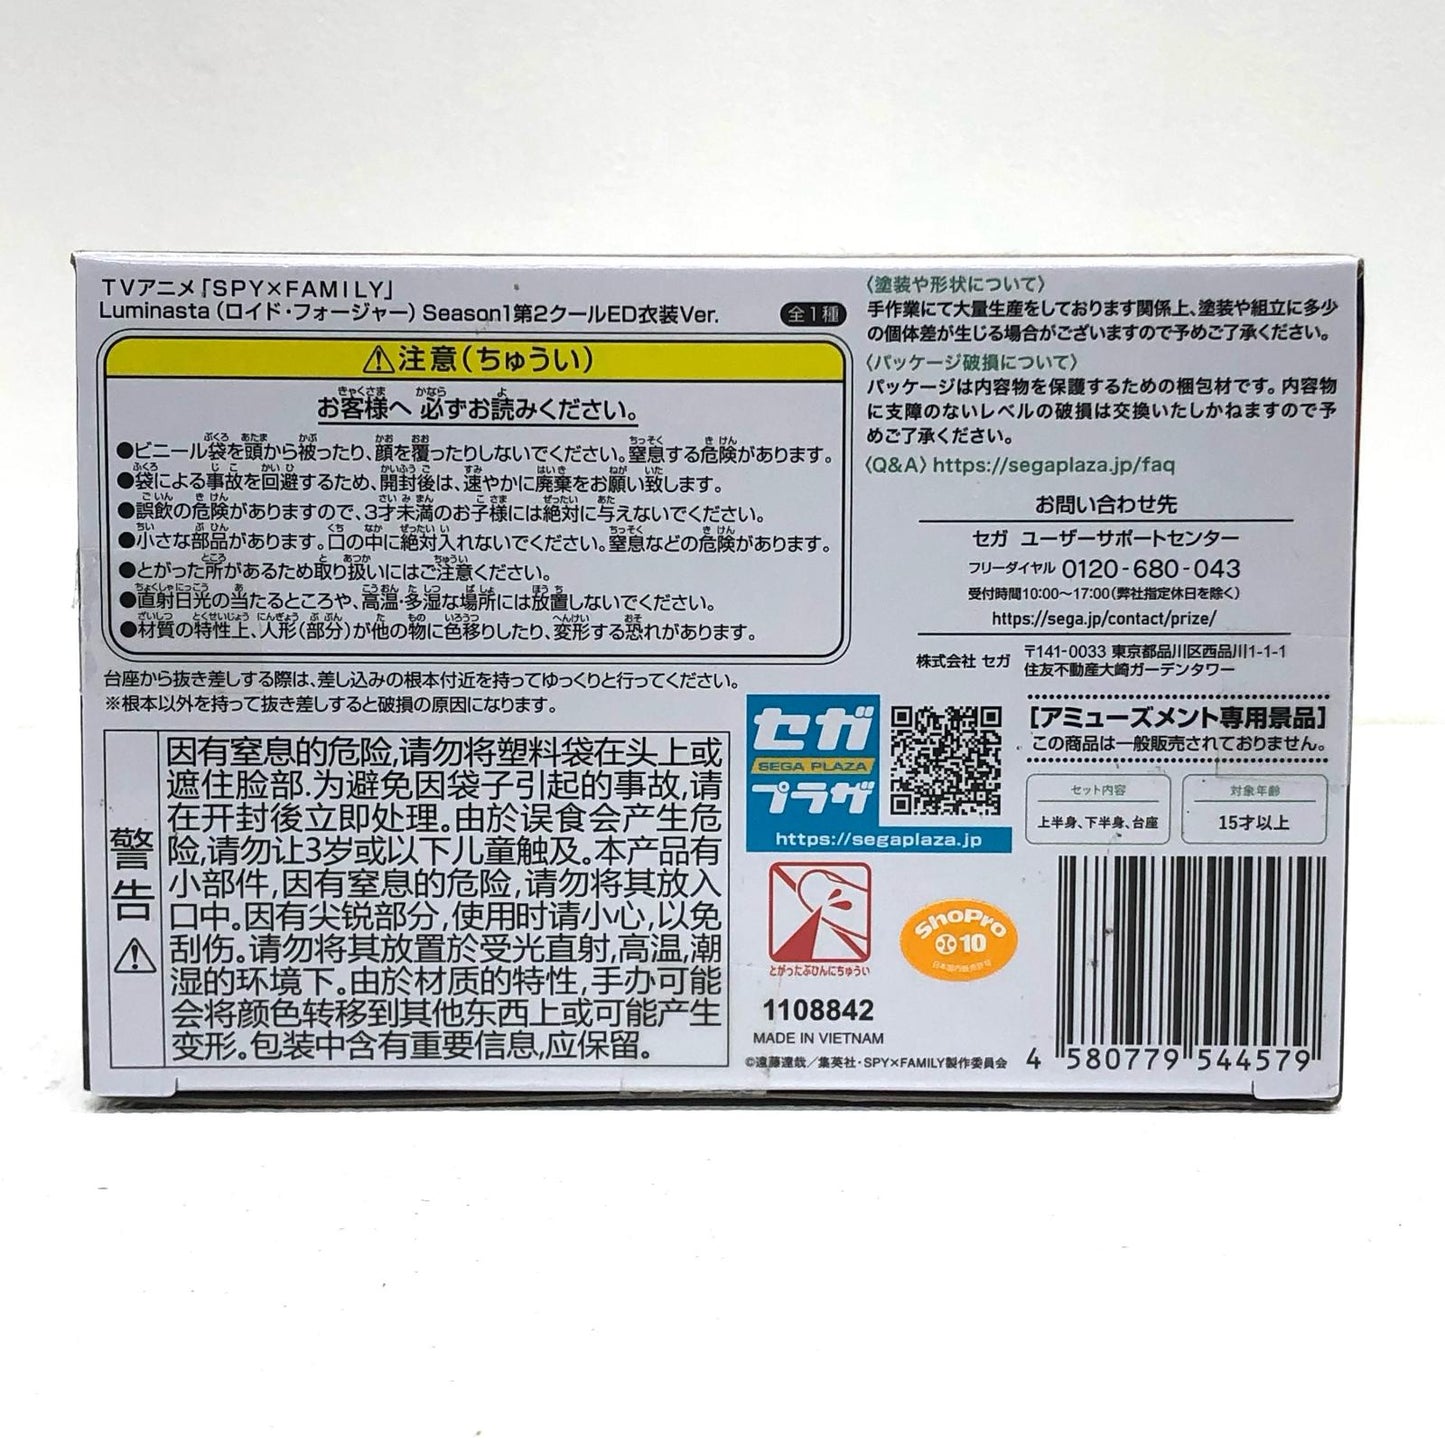 TVアニメ「SPY×FAMILY」
Luminasta（ロイド・フォージャー）Season1第2クールED衣装Ver.
全1種
⚠注意（ちゅうい）
お客様へ 必ずお読みください。
●ビニール袋を頭から被ったり、顔を覆ったりしないでください。窒息する危険があります。
●袋による事故を回避するため、開封後は、速やかに廃棄をお願い致します。
●誤飲の危険がありますので、3才未満のお子様には絶対に与えないでください。
●小さな部品があります。口の中に絶対入れないでください。窒息などの危険があります。
●とがった所があるため取り扱いにはご注意ください。
●直射日光の当たるところや、高温・多湿な場所には放置しないでください。
●材質の特性上、人形（部分）が他の物に色移りしたり、変形する恐れがあります。
台座から抜き差しする際は、差し込みの根本付近を持ってゆっくりと行ってください。
※根本以外を持って抜き差しすると破損の原因になります。
警告⚠
因有窒息的危险,请勿将塑料袋在头上或
遮住脸部.为避免因袋子引起的事故,请
在开封後立即处理。由於误食会产生危
险,请勿让3岁或以下儿童触及。本产品有
小部件,因有窒息的危险,请勿将其放入
口中。因有尖锐部分,使用时请小心,以免
刮伤。请勿将其放置於受光直射,高温,潮
湿的环境下。由於材质的特性,手办可能
会将颜色转移到其他东西上或可能产生
变形。包装中含有重要信息,应保留。
〈塗装や形状について〉
手作業にて大量生産をしております関係上、塗装や組立に多少
の個体差が生じる場合がございますので予めご了承ください。
〈パッケージ破損について〉
パッケージは内容物を保護するための梱包材です。内容物
に支障のないレベルの破損は交換いたしかねますので予
めご了承ください。
〈Q&A〉https://segaplaza.jp/faq
お問い合わせ先
セガ ユーザーサポートセンター
フリーダイヤル 0120-680-043
受付時間10:00〜17:00（弊社指定休日を除く）
https://sega.jp/contact/prize/
株式会社 セガ
〒141-0033 東京都品川区西品川1-1-1
住友不動産大崎ガーデンタワー
セガ
SEGA PLAZA
プラザ
https://segaplaza.jp
[アミューズメント専用景品]
この商品は一般販売されておりません。
セット内容
上半身、下半身、台座
対象年齢
15才以上
とがったぶひんにちゅうい
ShoPro
10
日本国内販売許可
1108842
MADE IN VIETNAM
©遠藤達哉／集英社・SPY×FAMILY製作委員会
4 580779 544579